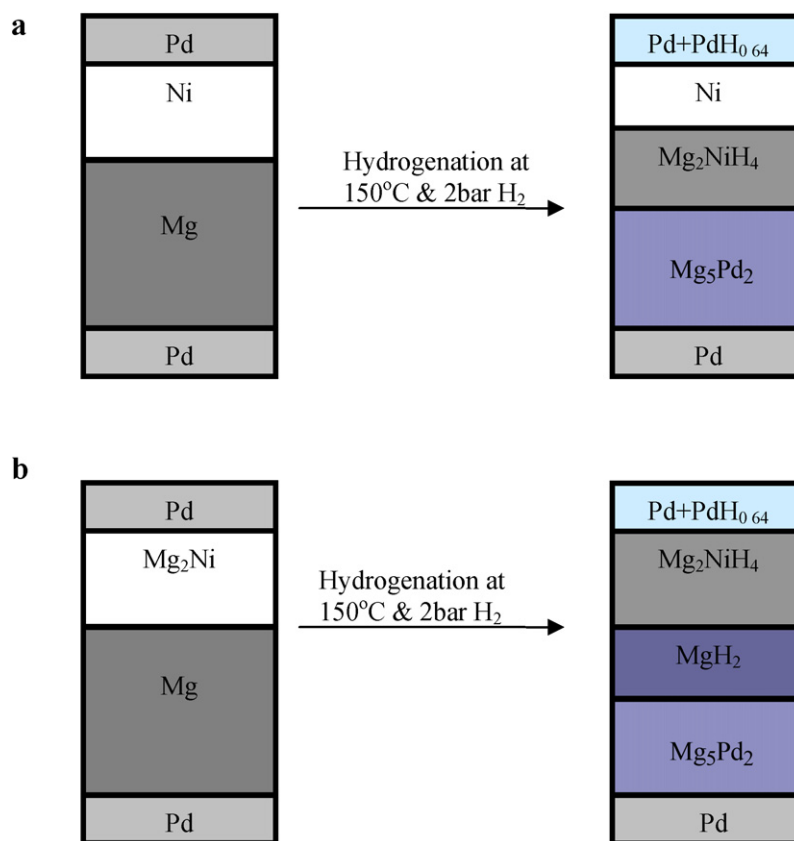 a
Pd
Ni
Mg
Pd
Hydrogenation at
150°C & 2bar H₂
Pd+PdH₀ ₆₄
Ni
Mg₂NiH₄
Mg₅Pd₂
Pd
b
Pd
Mg₂Ni
Mg
Pd
Hydrogenation at
150°C & 2bar H₂
Pd+PdH₀ ₆₄
Mg₂NiH₄
MgH₂
Mg₅Pd₂
Pd